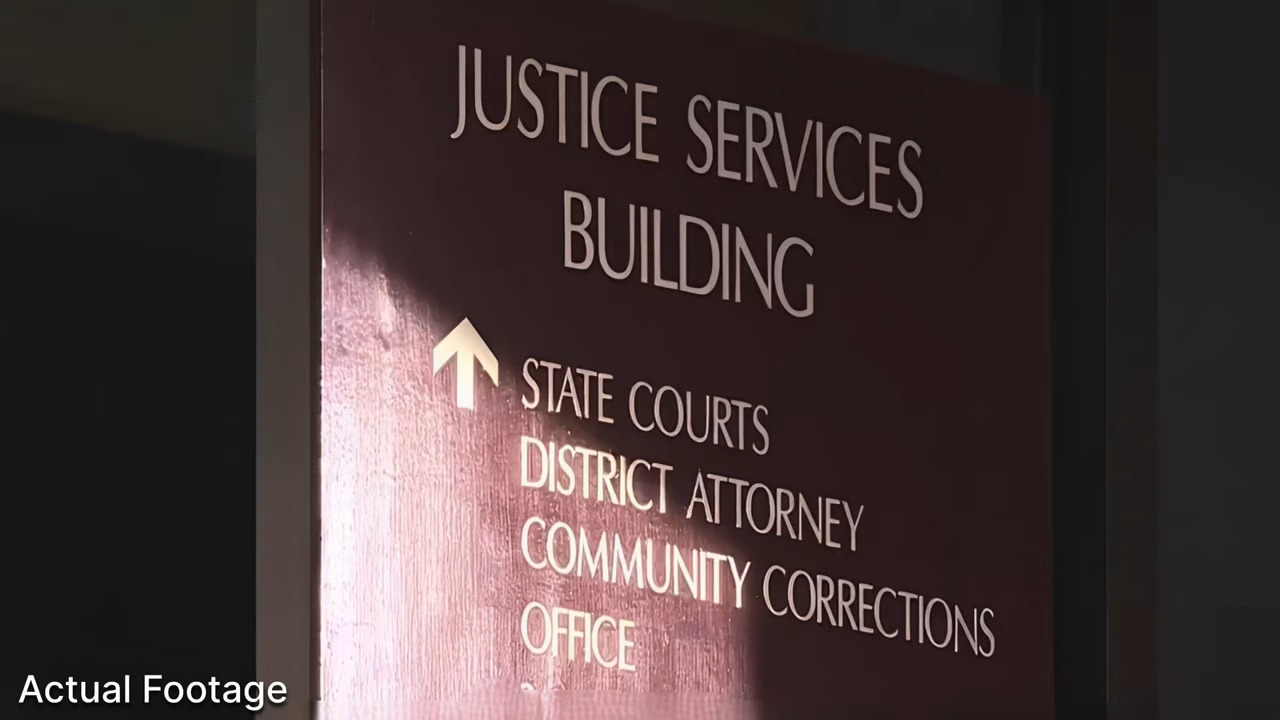 JUSTICE SERVICES
BUILDING
STATE COURTS
DISTRICT ATTORNEY
COMMUNITY CORRECTIONS
OFFICE
Actual Footage